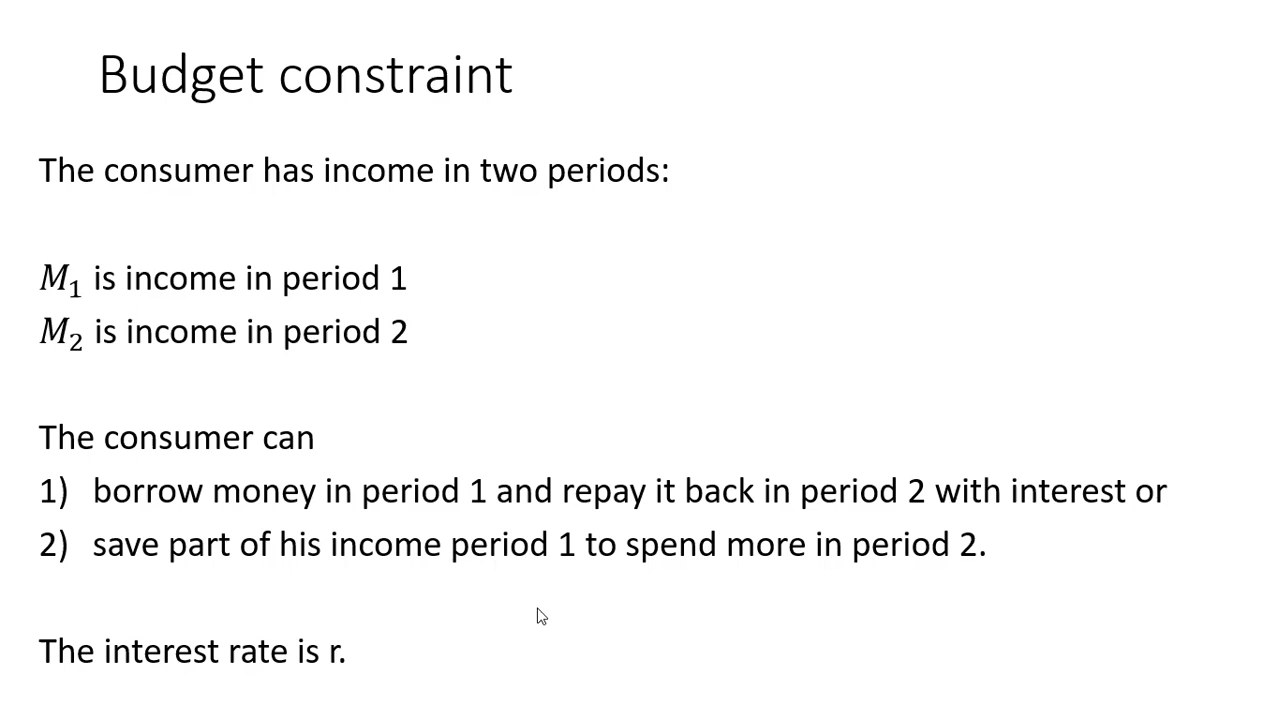 Budget constraint
The consumer has income in two periods:
M₁ is income in period 1
M₂ is income in period 2
The consumer can
1) borrow money in period 1 and repay it back in period 2 with interest or
2) save part of his income period 1 to spend more in period 2.
The interest rate is r.